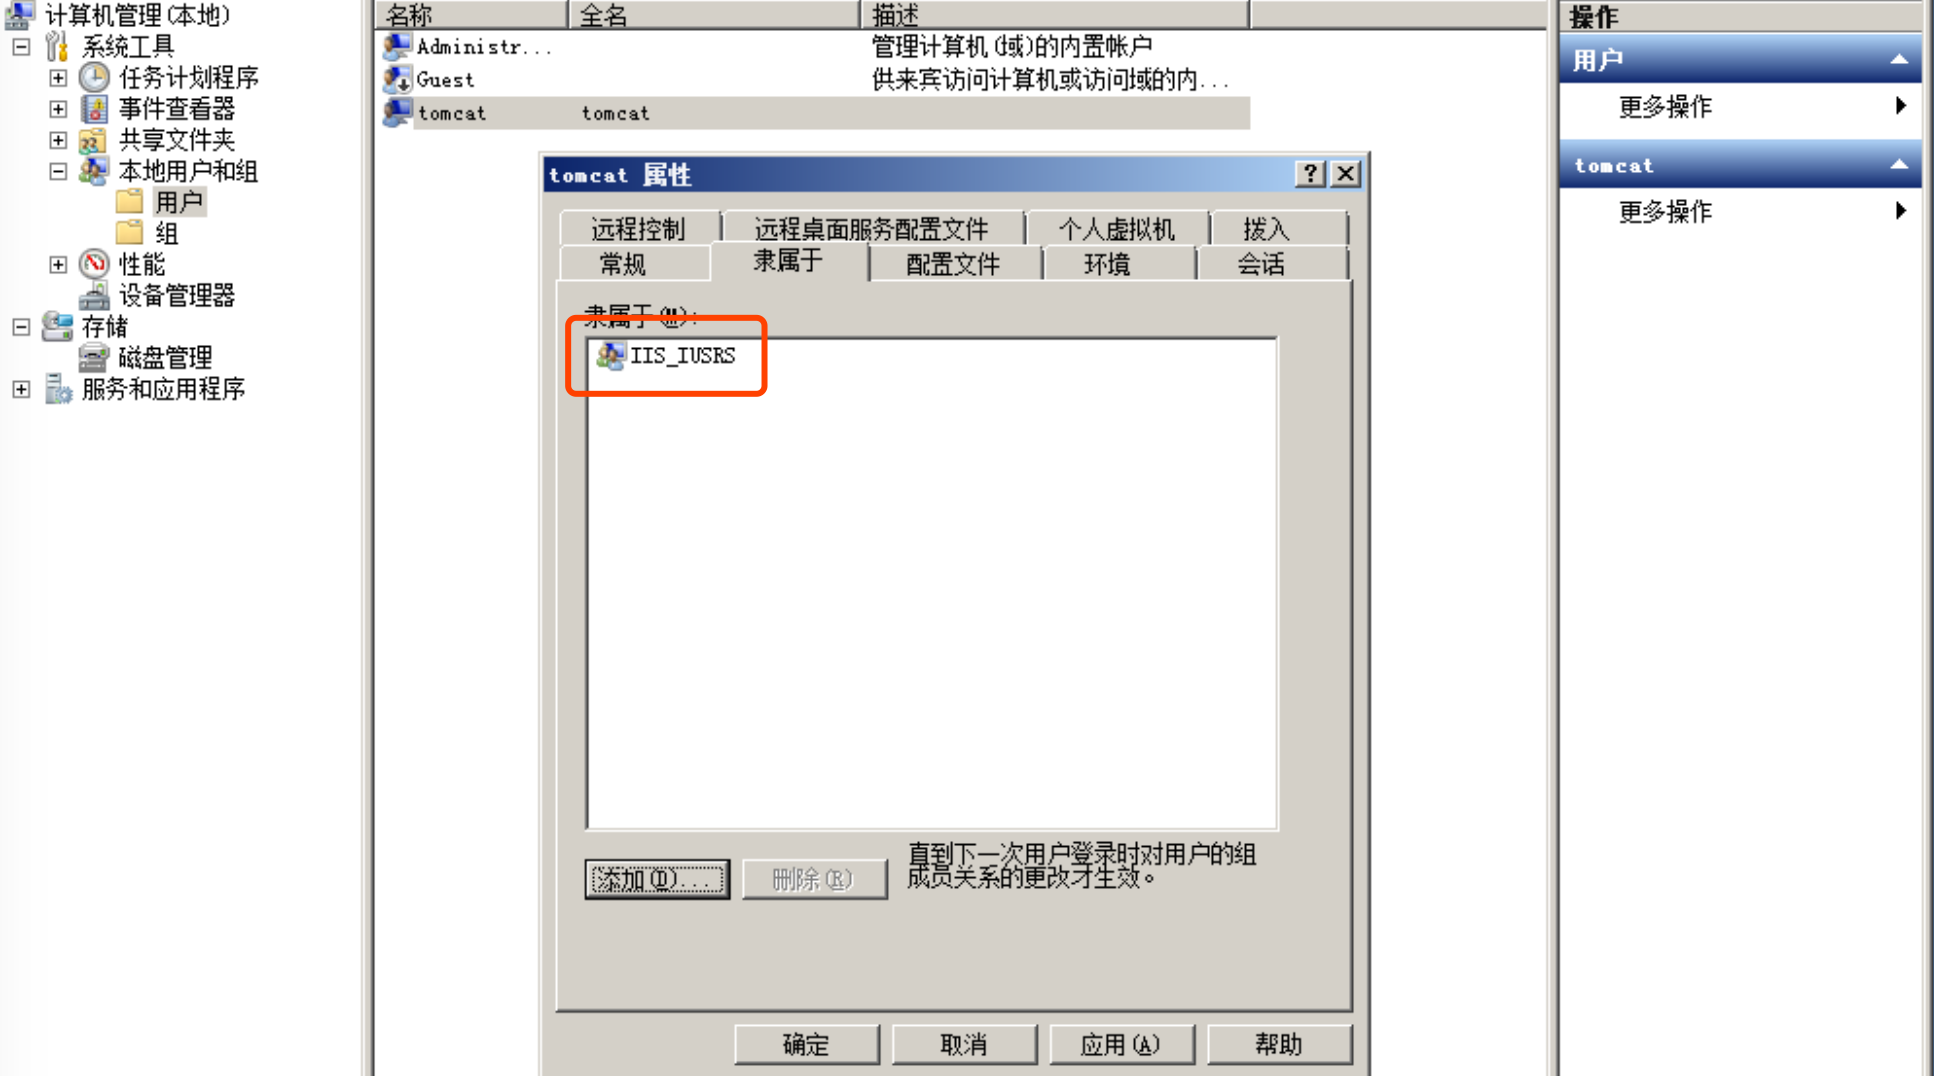 计算机管理(本地)
系统工具
任务计划程序
事件查看器
共享文件夹
本地用户和组
用户
组
性能
设备管理器
存储
磁盘管理
服务和应用程序
名称 全名 描述
Administr... 管理计算机(域)的内置帐户
Guest 供来宾访问计算机或访问域的内...
tomcat tomcat
tomcat 属性
远程控制 远程桌面服务配置文件 个人虚拟机 拨入
常规 隶属于 配置文件 环境 会话
隶属于(M):
IIS_IUSRS
添加(D)... 删除(R)
直到下一次用户登录时对用户的组
成员关系的更改才生效。
确定 取消 应用(A) 帮助
操作
用户
更多操作
tomcat
更多操作